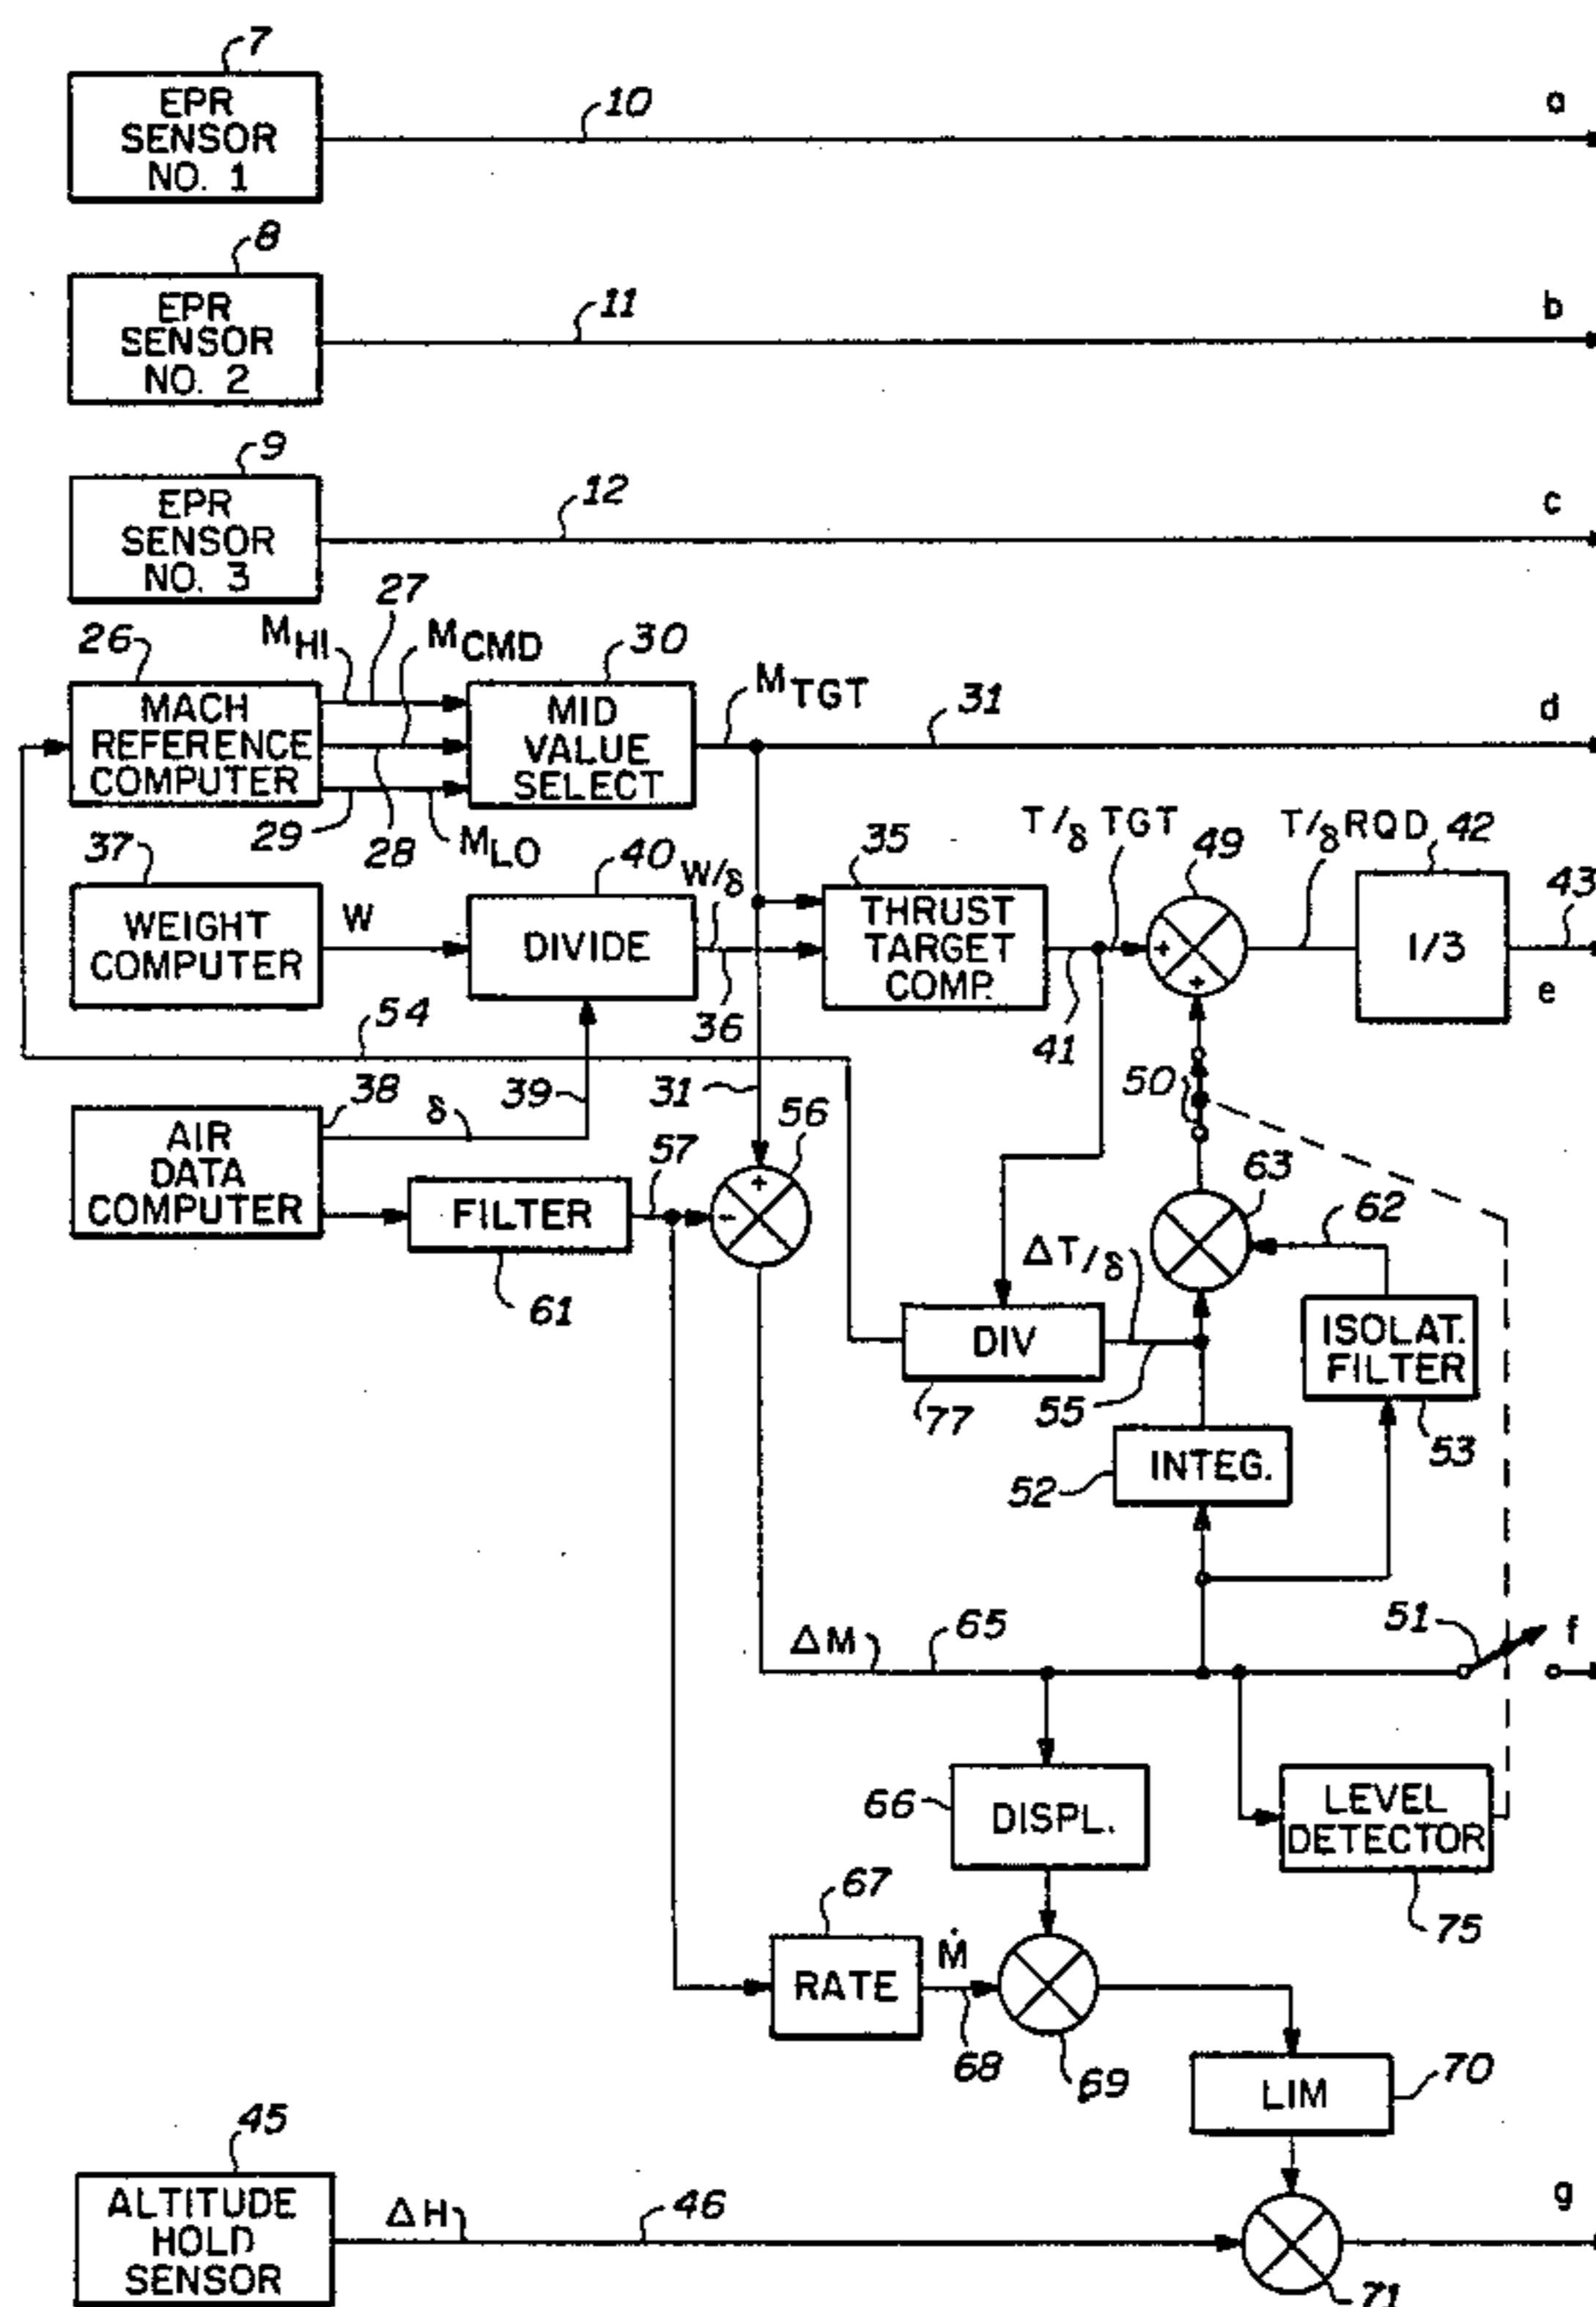 7
EPR
SENSOR
NO. 1
10
a
8
EPR
SENSOR
NO. 2
11
b
9
EPR
SENSOR
NO. 3
12
c
26
MACH
REFERENCE
COMPUTER
M HI
27
M CMD
29
28
M LO
30
MID
VALUE
SELECT
M TGT
31
d
37
WEIGHT
COMPUTER
W
40
DIVIDE
W/δ
36
35
THRUST
TARGET
COMP.
T/δ TGT
41
49
+
+
T/δ RQD
42
1/3
43
e
54
38
AIR
DATA
COMPUTER
δ
39
31
50
FILTER
61
57
56
+
-
63
62
ΔT/δ
DIV
77
55
ISOLAT.
FILTER
53
INTEG.
52
ΔM
65
51
f
66
DISPL.
LEVEL
DETECTOR
75
67
RATE
Ṁ
68
69
70
LIM
45
ALTITUDE
HOLD
SENSOR
ΔH
46
g
71